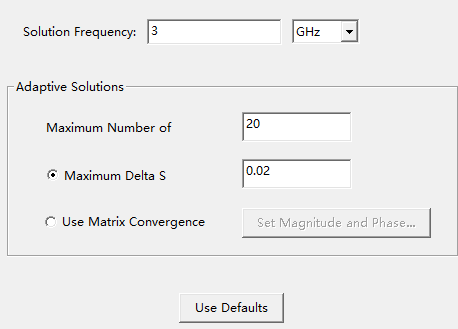 Solution Frequency: 3 GHz
Adaptive Solutions
Maximum Number of 20
Maximum Delta S 0.02
Use Matrix Convergence Set Magnitude and Phase...
Use Defaults